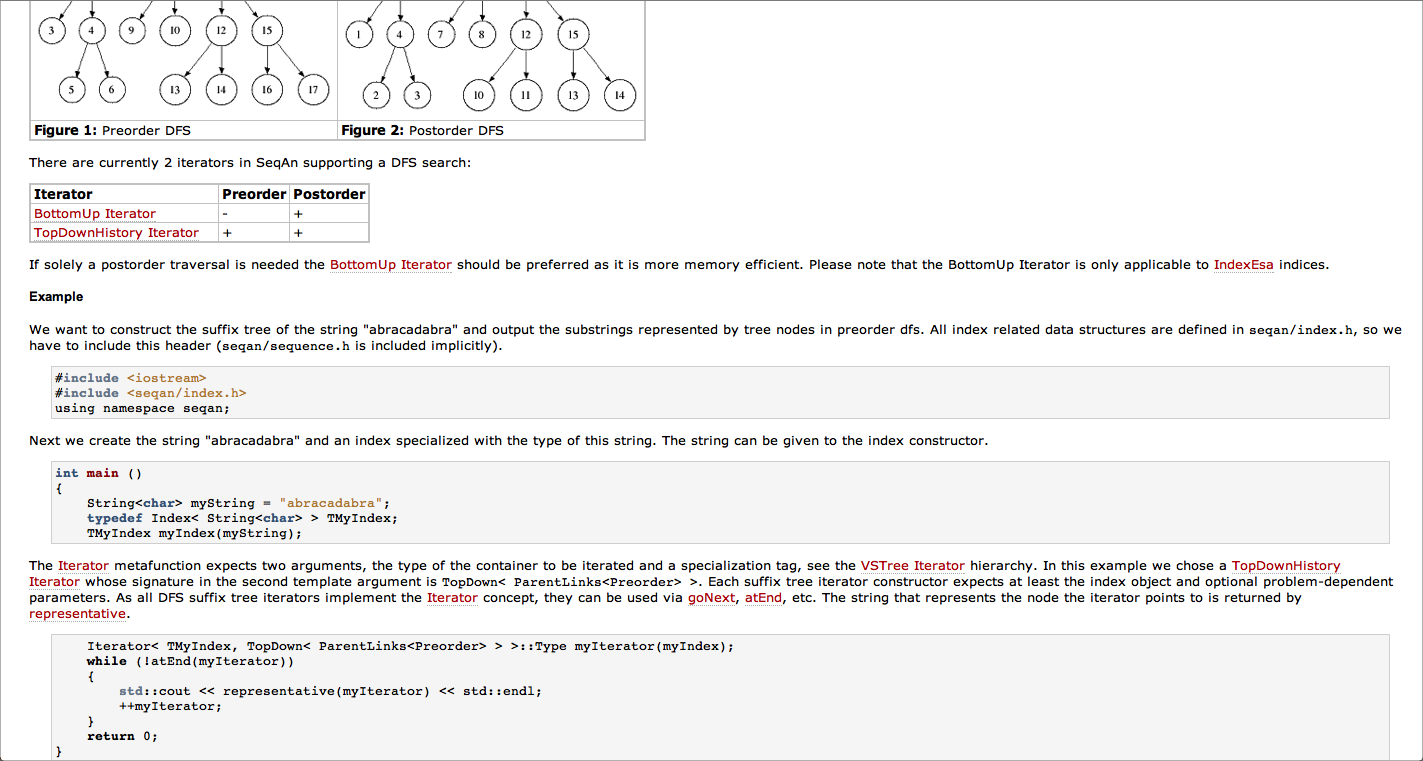 3 4 9 10 12 15
5 6 13 14 16 17
1 4 7 8 12 15
2 3 10 11 13 14
Figure 1: Preorder DFS
Figure 2: Postorder DFS
There are currently 2 iterators in SeqAn supporting a DFS search:
Iterator Preorder Postorder
BottomUp Iterator - +
TopDownHistory Iterator + +
If solely a postorder traversal is needed the BottomUp Iterator should be preferred as it is more memory efficient. Please note that the BottomUp Iterator is only applicable to IndexEsa indices.
Example
We want to construct the suffix tree of the string "abracadabra" and output the substrings represented by tree nodes in preorder dfs. All index related data structures are defined in seqan/index.h, so we
have to include this header (seqan/sequence.h is included implicitly).
#include <iostream>
#include <seqan/index.h>
using namespace seqan;
Next we create the string "abracadabra" and an index specialized with the type of this string. The string can be given to the index constructor.
int main ()
{
String<char> myString = "abracadabra";
typedef Index< String<char> > TMyIndex;
TMyIndex myIndex(myString);
The Iterator metafunction expects two arguments, the type of the container to be iterated and a specialization tag, see the VSTree Iterator hierarchy. In this example we chose a TopDownHistory
Iterator whose signature in the second template argument is TopDown< ParentLinks<Preorder> >. Each suffix tree iterator constructor expects at least the index object and optional problem-dependent
parameters. As all DFS suffix tree iterators implement the Iterator concept, they can be used via goNext, atEnd, etc. The string that represents the node the iterator points to is returned by
representative.
Iterator< TMyIndex, TopDown< ParentLinks<Preorder> > >::Type myIterator(myIndex);
while (!atEnd(myIterator))
{
std::cout << representative(myIterator) << std::endl;
++myIterator;
}
return 0;
}